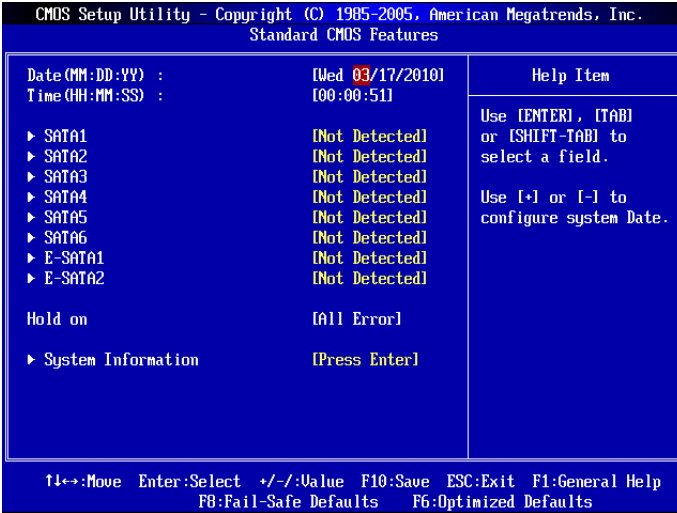 CMOS Setup Utility - Copyright (C) 1985-2005, American Megatrends, Inc.
Standard CMOS Features
Date(MM:DD:YY) : [Wed 03/17/2010]
Time(HH:MM:SS) : [00:00:51]
► SATA1 [Not Detected]
► SATA2 [Not Detected]
► SATA3 [Not Detected]
► SATA4 [Not Detected]
► SATA5 [Not Detected]
► SATA6 [Not Detected]
► E-SATA1 [Not Detected]
► E-SATA2 [Not Detected]
Hold on [All Error]
► System Information [Press Enter]
Help Item
Use [ENTER], [TAB]
or [SHIFT-TAB] to
select a field.
Use [+] or [-] to
configure system Date.
↑↓←→:Move Enter:Select +/-/:Value F10:Save ESC:Exit F1:General Help
F8:Fail-Safe Defaults F6:Optimized Defaults